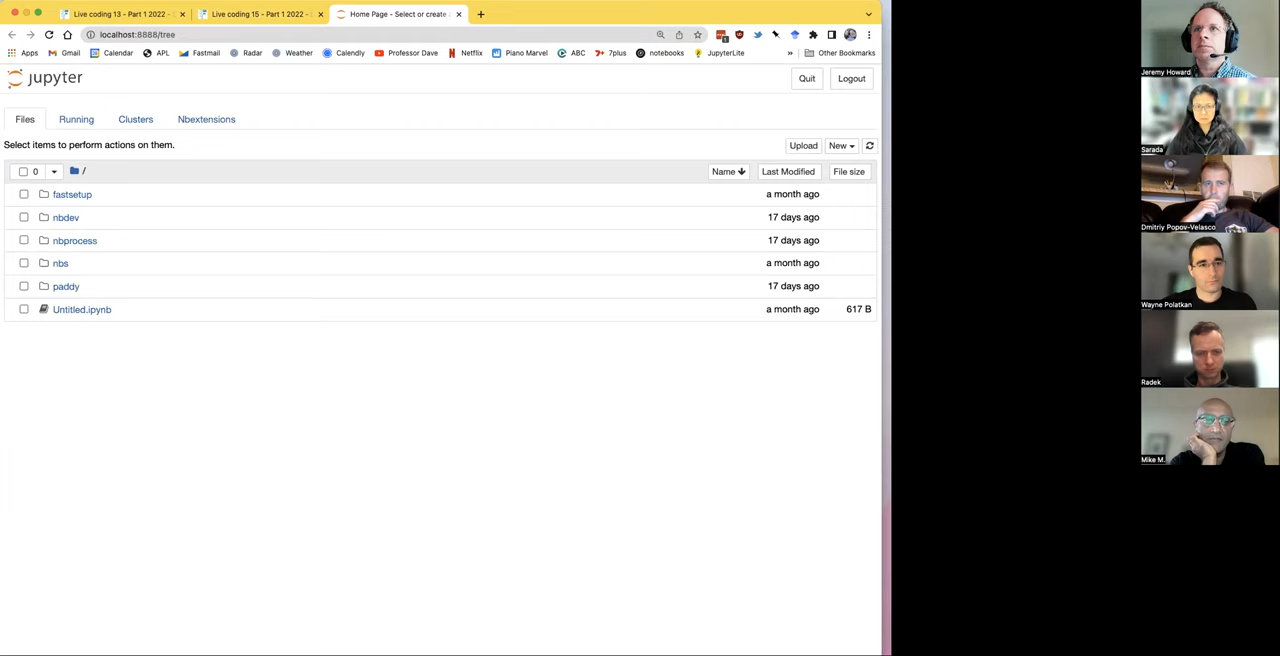 Live coding 13 - Part 1 2022 -
Live coding 15 - Part 1 2022 -
Home Page - Select or create
localhost:8888/tree
Apps Gmail Calendar APL Fastmail Radar Weather Calendly Professor Dave Netflix Piano Marvel ABC 7plus notebooks JupyterLite » Other Bookmarks
jupyter
Quit Logout
Files Running Clusters Nbextensions
Select items to perform actions on them.
Upload New
0 / Name Last Modified File size
fastsetup a month ago
nbdev 17 days ago
nbprocess 17 days ago
nbs a month ago
paddy 17 days ago
Untitled.ipynb a month ago 617 B
Jeremy Howard
Sarada
Dmitriy Popov-Velasco
Wayne Polatkan
Radek
Mike M.